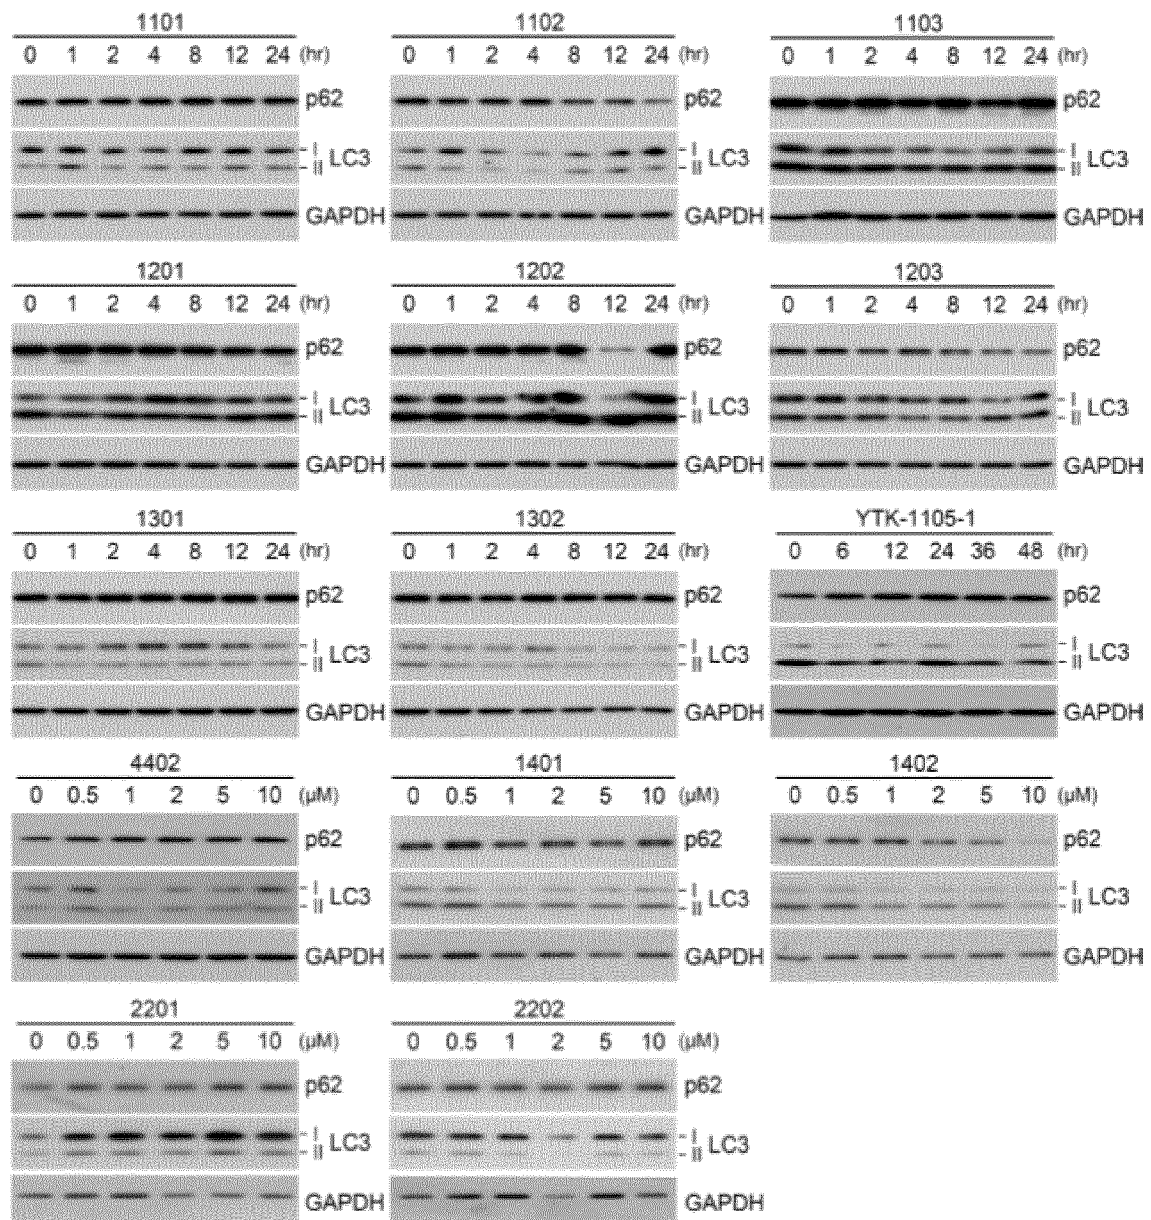 1101
0 1 2 4 8 12 24 (hr)
p62
- I
- II LC3
GAPDH
1102
0 1 2 4 8 12 24 (hr)
p62
- I
- II LC3
GAPDH
1103
0 1 2 4 8 12 24 (hr)
p62
- I
- II LC3
GAPDH
1201
0 1 2 4 8 12 24 (hr)
p62
- I
- II LC3
GAPDH
1202
0 1 2 4 8 12 24 (hr)
p62
- I
- II LC3
GAPDH
1203
0 1 2 4 8 12 24 (hr)
p62
- I
- II LC3
GAPDH
1301
0 1 2 4 8 12 24 (hr)
p62
- I
- II LC3
GAPDH
1302
0 1 2 4 8 12 24 (hr)
p62
- I
- II LC3
GAPDH
YTK-1105-1
0 6 12 24 36 48 (hr)
p62
- I
- II LC3
GAPDH
4402
0 0.5 1 2 5 10 (μM)
p62
- I
- II LC3
GAPDH
1401
0 0.5 1 2 5 10 (μM)
p62
- I
- II LC3
GAPDH
1402
0 0.5 1 2 5 10 (μM)
p62
- I
- II LC3
GAPDH
2201
0 0.5 1 2 5 10 (μM)
p62
- I
- II LC3
GAPDH
2202
0 0.5 1 2 5 10 (μM)
p62
- I
- II LC3
GAPDH